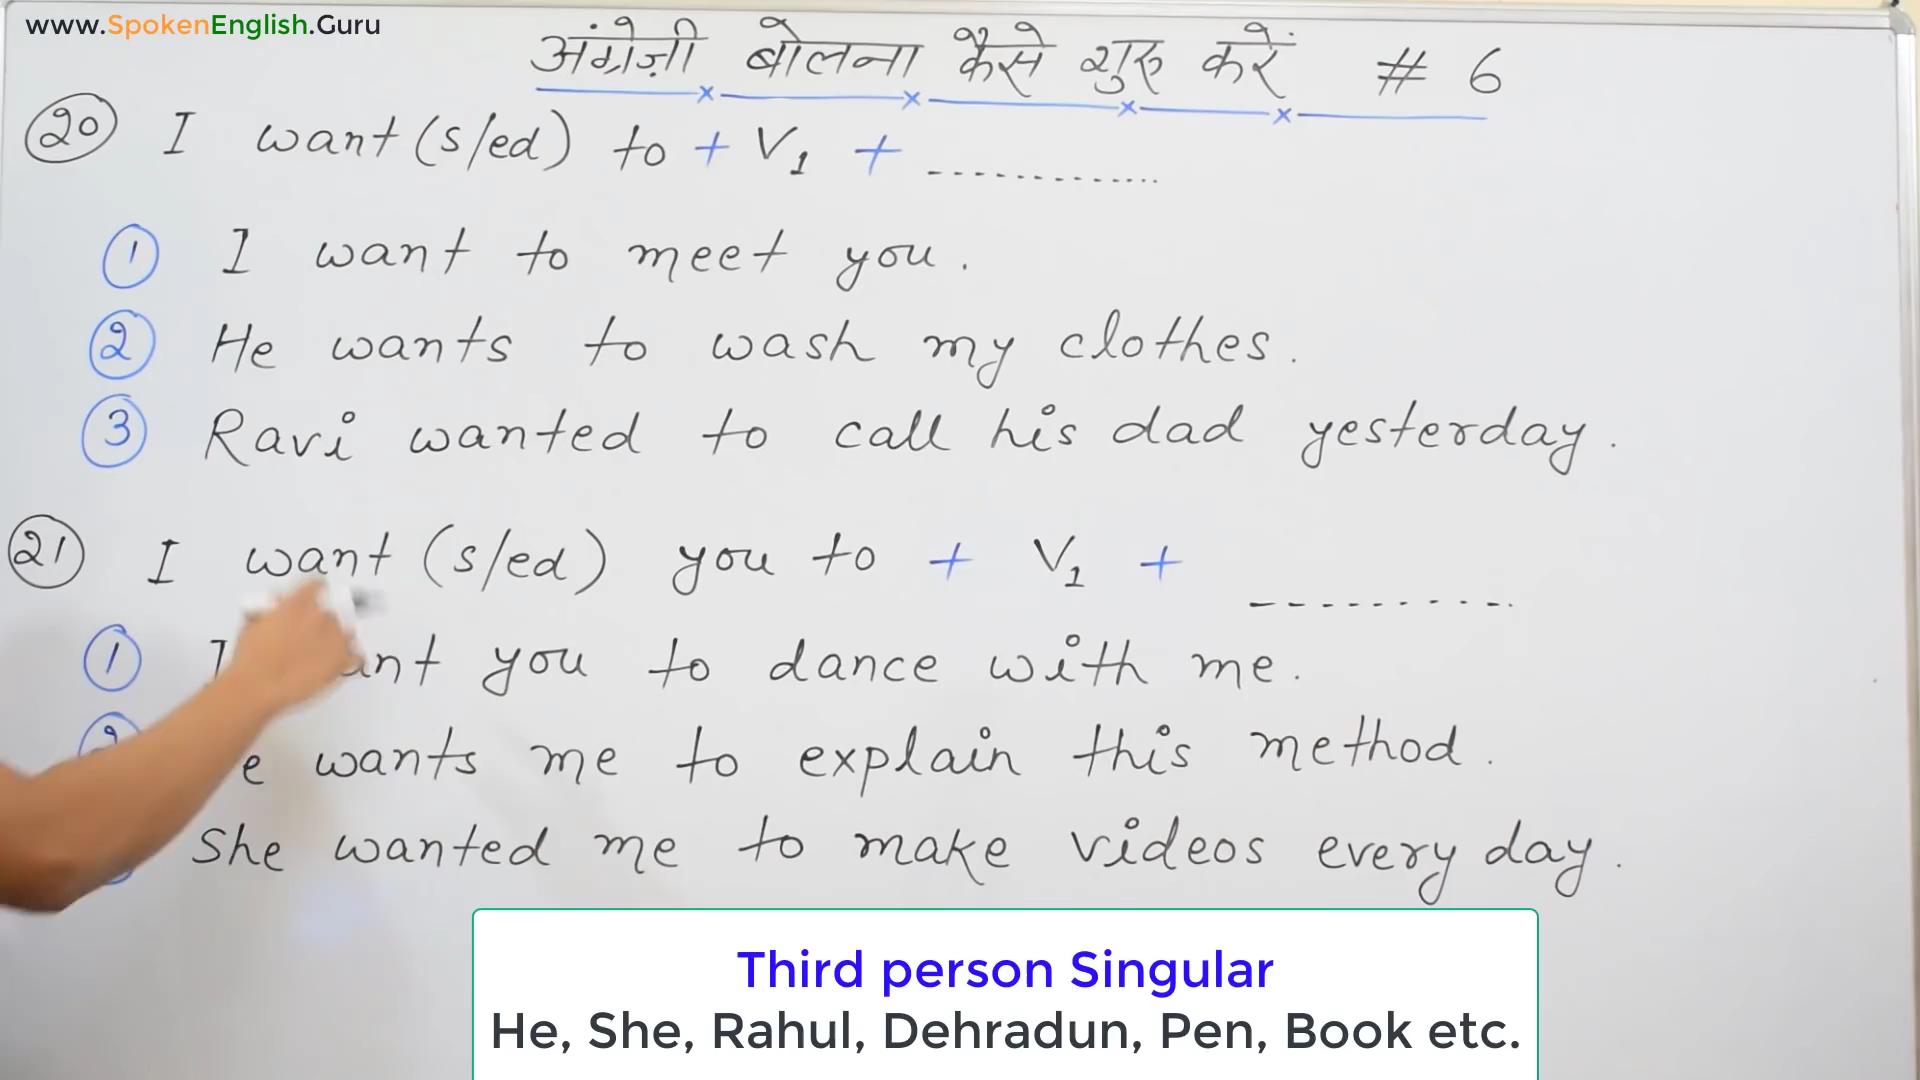 www.SpokenEnglish.Guru
अंग्रेज़ी बोलना कैसे शुरु करें # 6
20 I want (s/ed) to + V1 + .............
1 I want to meet you.
2 He wants to wash my clothes.
3 Ravi wanted to call his dad yesterday.
21 I want (s/ed) you to + V1 + ..........
1 I want you to dance with me.
2 e wants me to explain this method.
She wanted me to make videos every day.
Third person Singular
He, She, Rahul, Dehradun, Pen, Book etc.